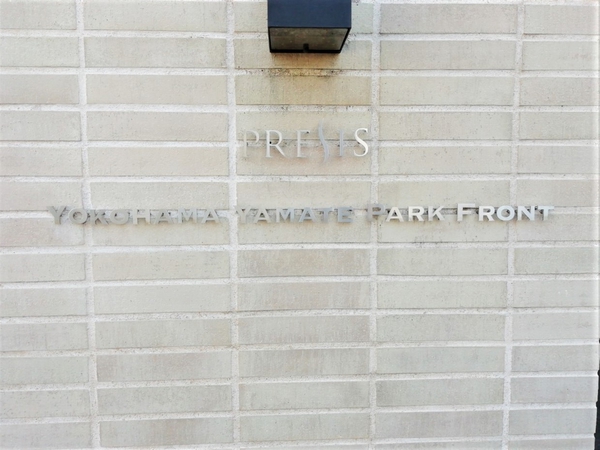 PRESIS
YOKOHAMA YAMATE PARK FRONT